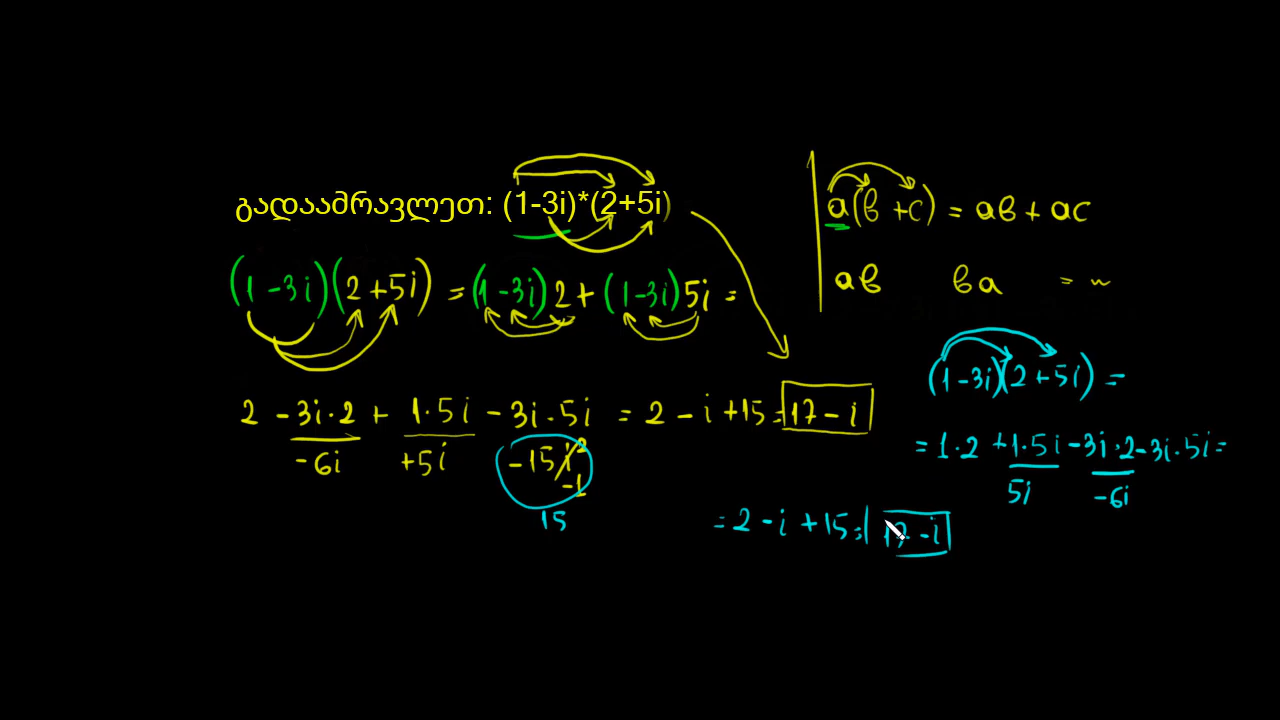 გადაამრავლეთ: (1-3i)*(2+5i)
a(b+c) = ab + ac
ab ba = ~
(1-3i)(2+5i) = (1-3i)2 + (1-3i)5i =
2 - 3i·2 + 1·5i - 3i·5i = 2 - i + 15 = 17 - i
-6i +5i -15i²
-1
15
(1-3i)(2+5i) =
= 1·2 + 1·5i - 3i·2 - 3i·5i =
5i -6i
= 2 - i + 15 = 17 - i